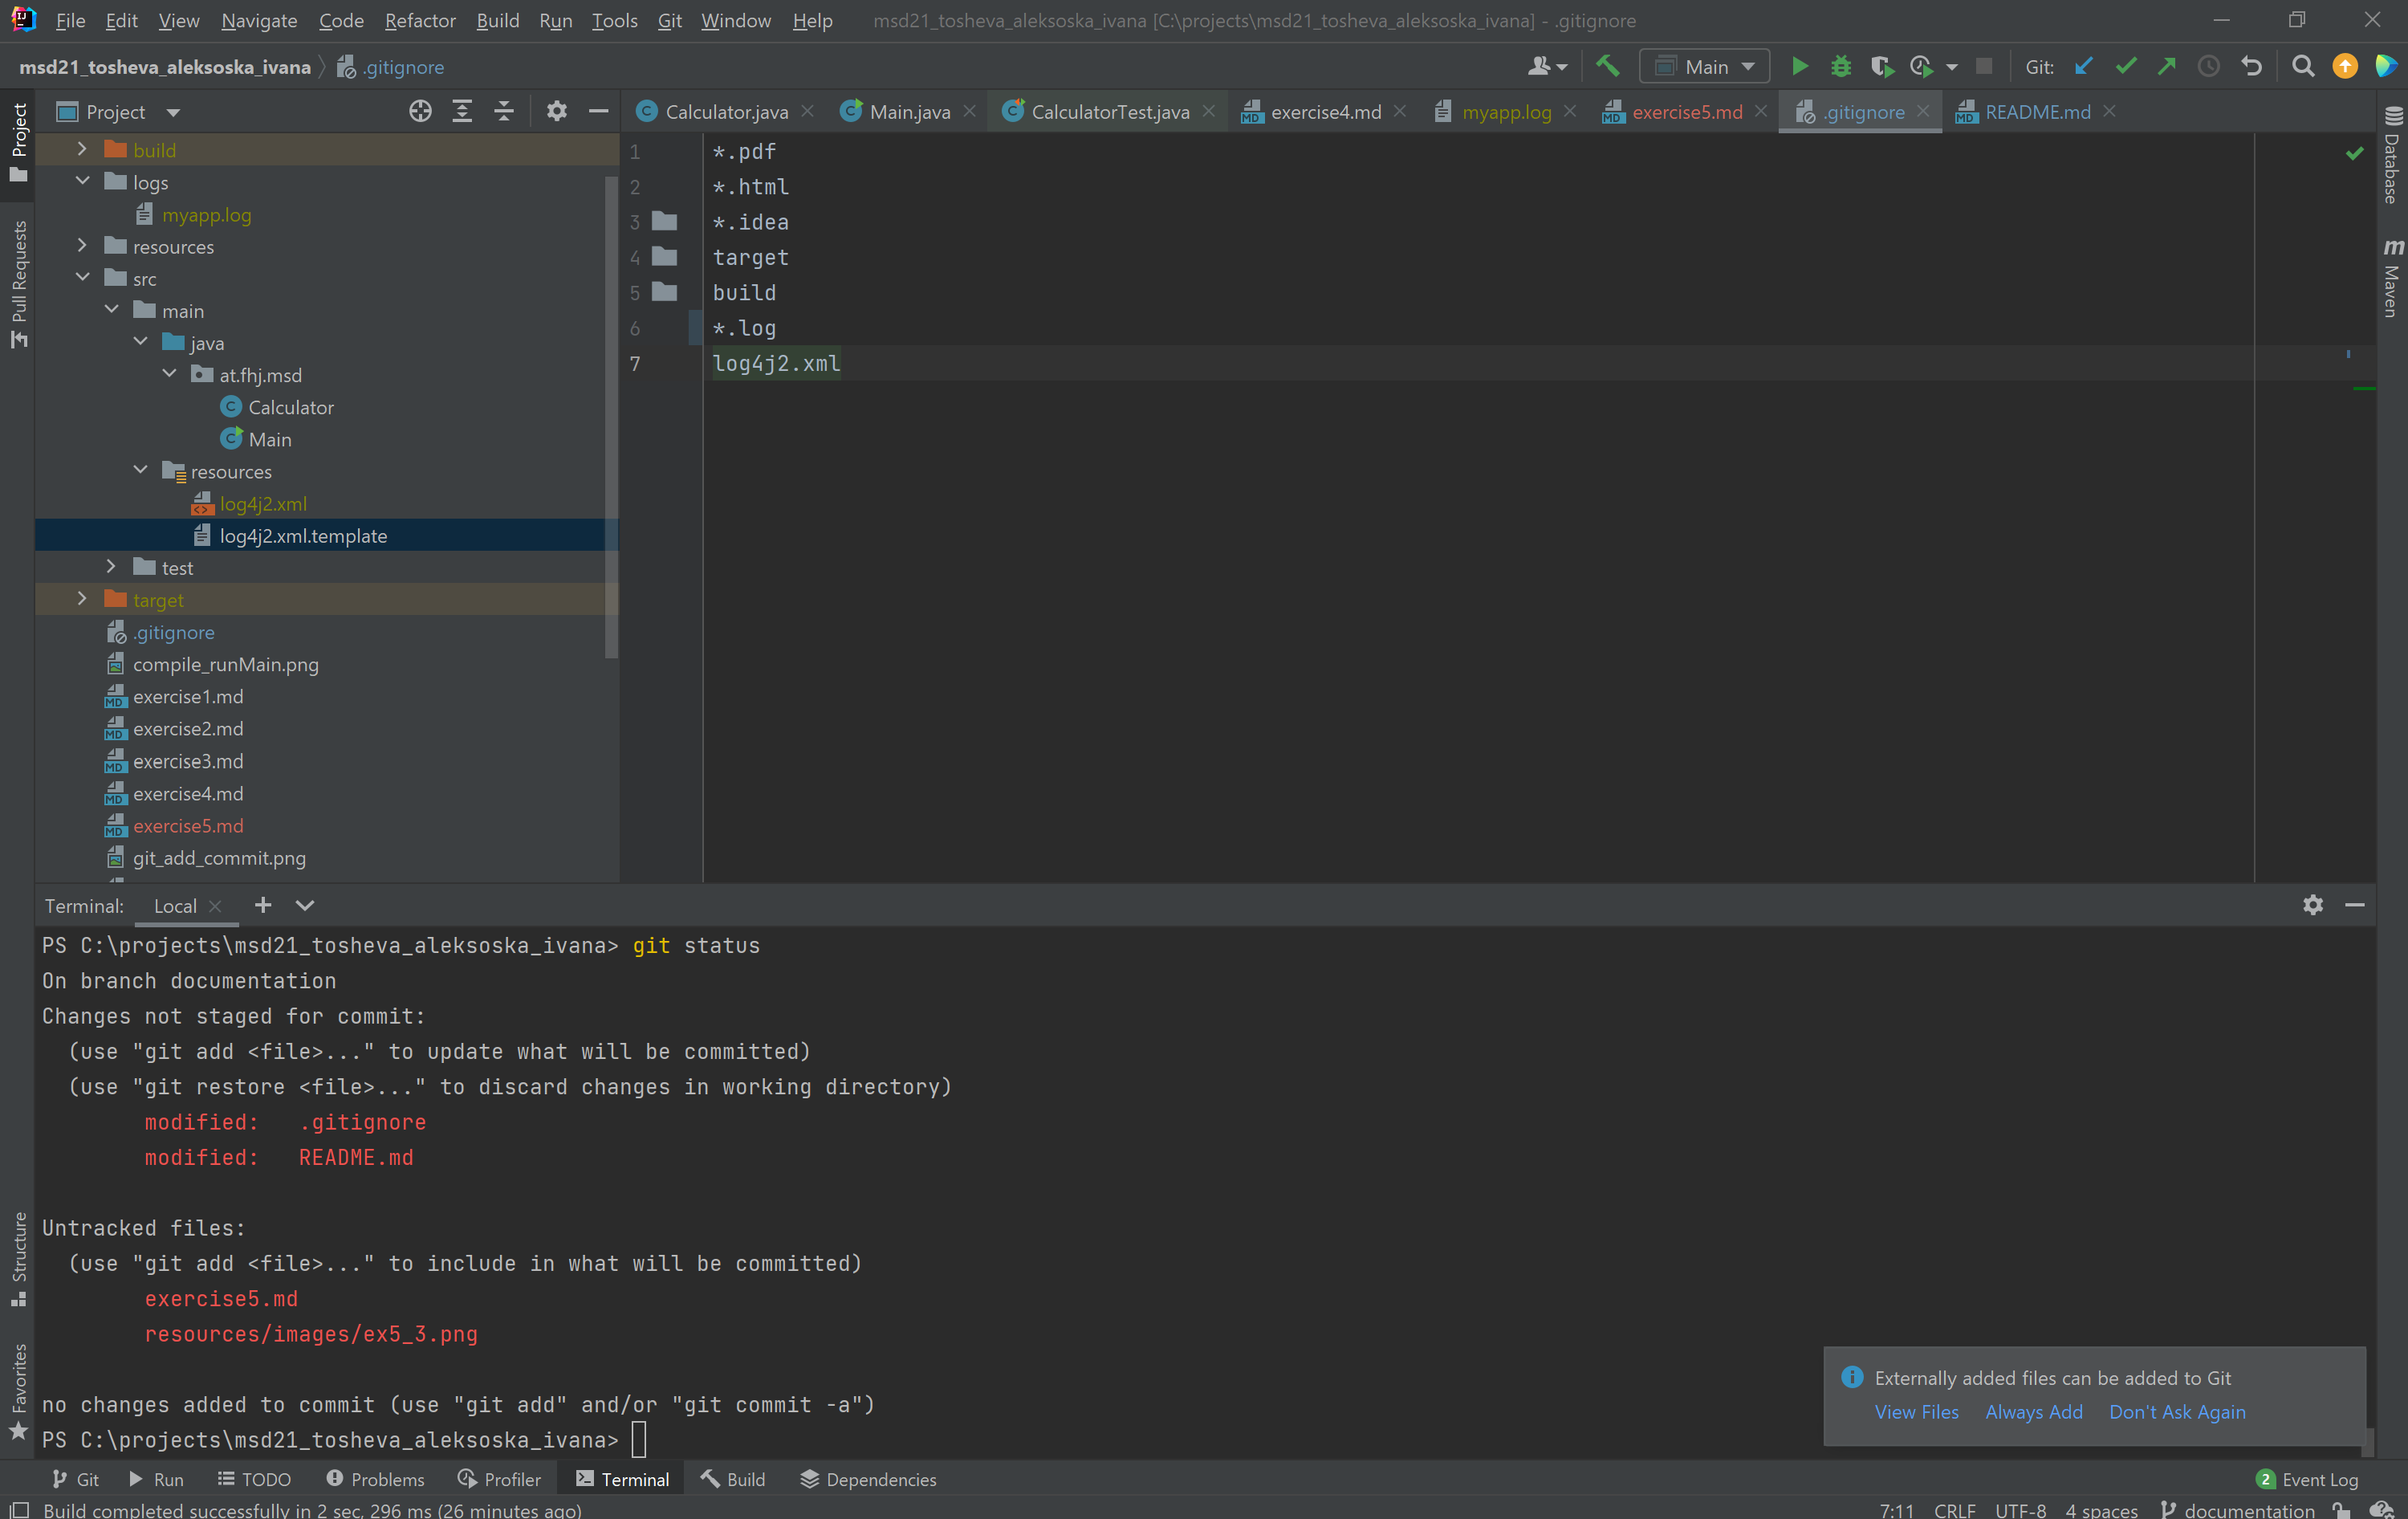 File Edit View Navigate Code Refactor Build Run Tools Git Window Help msd21_tosheva_aleksoska_ivana [C:\projects\msd21_tosheva_aleksoska_ivana] - .gitignore
msd21_tosheva_aleksoska_ivana .gitignore Main Git:
Project
Calculator.java Main.java CalculatorTest.java exercise4.md myapp.log exercise5.md .gitignore README.md
Project
Pull Requests
Structure
Favorites
build
logs
myapp.log
resources
src
main
java
at.fhj.msd
Calculator
Main
resources
log4j2.xml
log4j2.xml.template
test
target
.gitignore
compile_runMain.png
exercise1.md
exercise2.md
exercise3.md
exercise4.md
exercise5.md
git_add_commit.png
1 *.pdf
2 *.html
3 *.idea
4 target
5 build
6 *.log
7 log4j2.xml
Database
Maven
Terminal: Local
PS C:\projects\msd21_tosheva_aleksoska_ivana> git status
On branch documentation
Changes not staged for commit:
(use "git add <file>..." to update what will be committed)
(use "git restore <file>..." to discard changes in working directory)
modified: .gitignore
modified: README.md
Untracked files:
(use "git add <file>..." to include in what will be committed)
exercise5.md
resources/images/ex5_3.png
no changes added to commit (use "git add" and/or "git commit -a")
PS C:\projects\msd21_tosheva_aleksoska_ivana>
Externally added files can be added to Git
View Files Always Add Don't Ask Again
Git Run TODO Problems Profiler Terminal Build Dependencies 2 Event Log
Build completed successfully in 2 sec, 296 ms (26 minutes ago) 7:11 CRLF UTF-8 4 spaces documentation